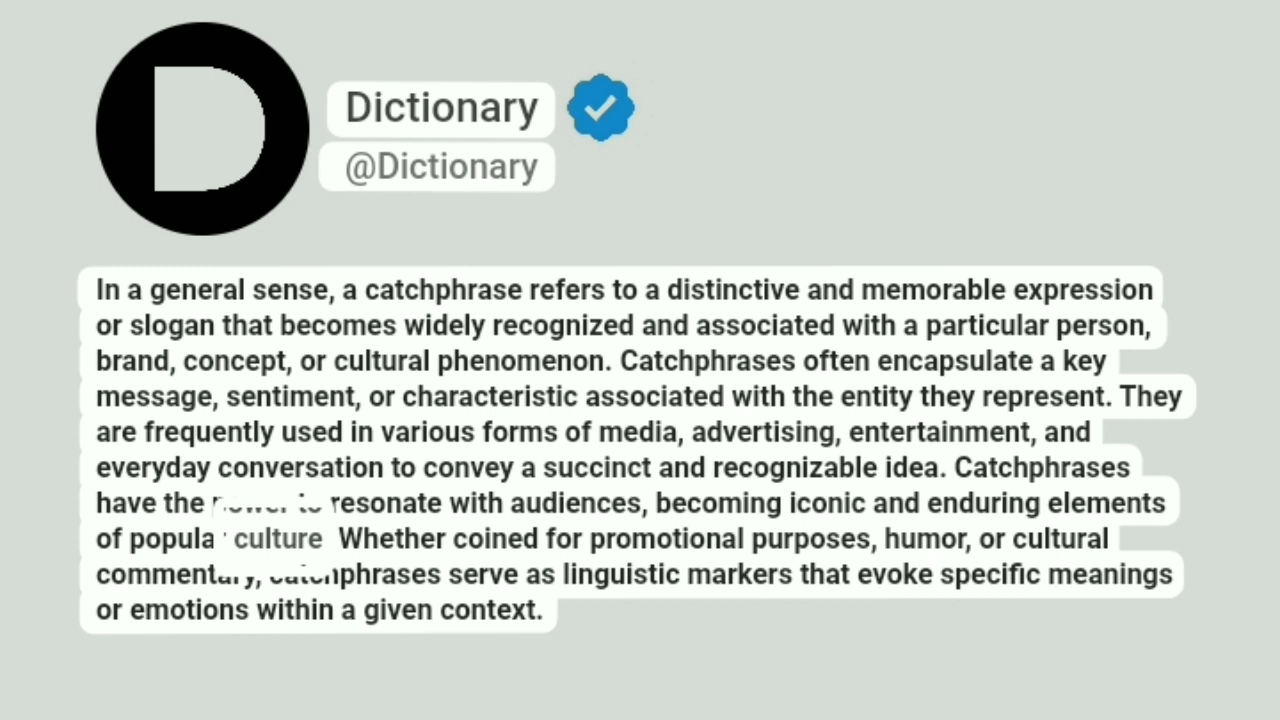 D
Dictionary
@Dictionary
In a general sense, a catchphrase refers to a distinctive and memorable expression
or slogan that becomes widely recognized and associated with a particular person,
brand, concept, or cultural phenomenon. Catchphrases often encapsulate a key
message, sentiment, or characteristic associated with the entity they represent. They
are frequently used in various forms of media, advertising, entertainment, and
everyday conversation to convey a succinct and recognizable idea. Catchphrases
have the power to resonate with audiences, becoming iconic and enduring elements
of popular culture Whether coined for promotional purposes, humor, or cultural
commentary, catchphrases serve as linguistic markers that evoke specific meanings
or emotions within a given context.